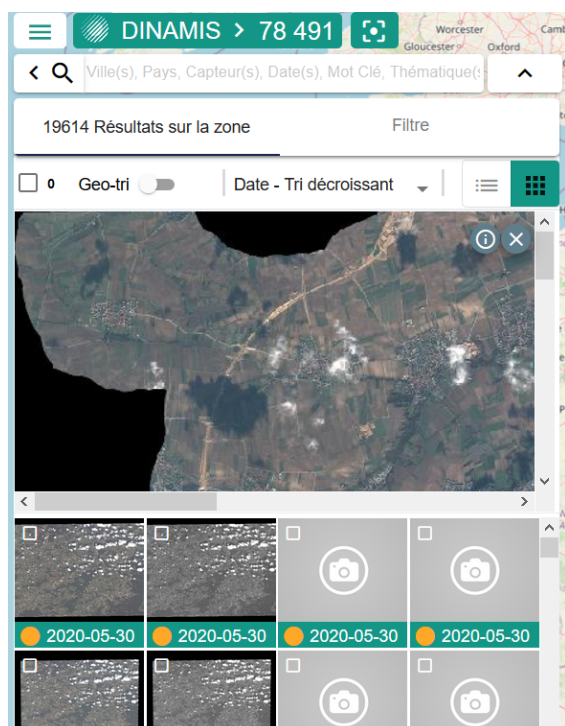 DINAMIS > 78 491
Worcester
Gloucester
Oxford
Ville(s), Pays, Capteur(s), Date(s), Mot Clé, Thématique(s
19614 Résultats sur la zone
Filtre
0 Geo-tri
Date - Tri décroissant
2020-05-30
2020-05-30
2020-05-30
2020-05-30